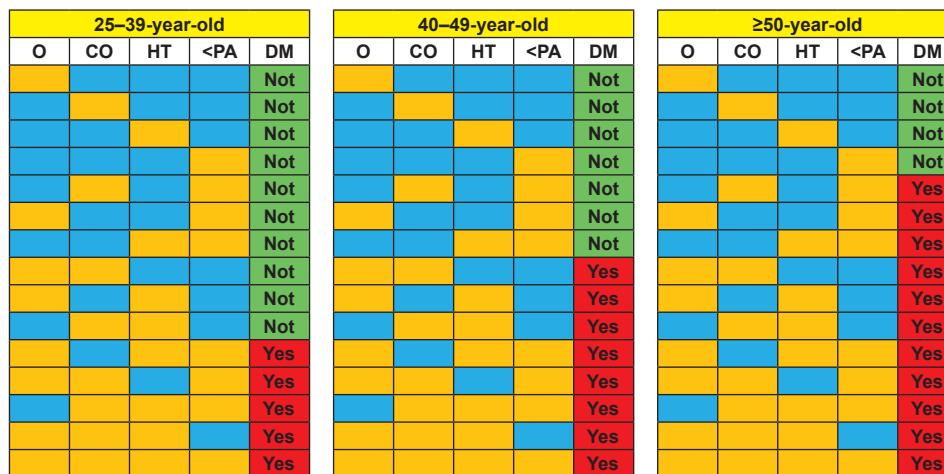 25–39-year-old 40–49-year-old ≥50-year-old
O CO HT <PA DM O CO HT <PA DM O CO HT <PA DM
Not Not Not
Not Not Not
Not Not Not
Not Not Not
Not Not Yes
Not Not Yes
Not Not Yes
Not Yes Yes
Not Yes Yes
Not Yes Yes
Yes Yes Yes
Yes Yes Yes
Yes Yes Yes
Yes Yes Yes
Yes Yes Yes